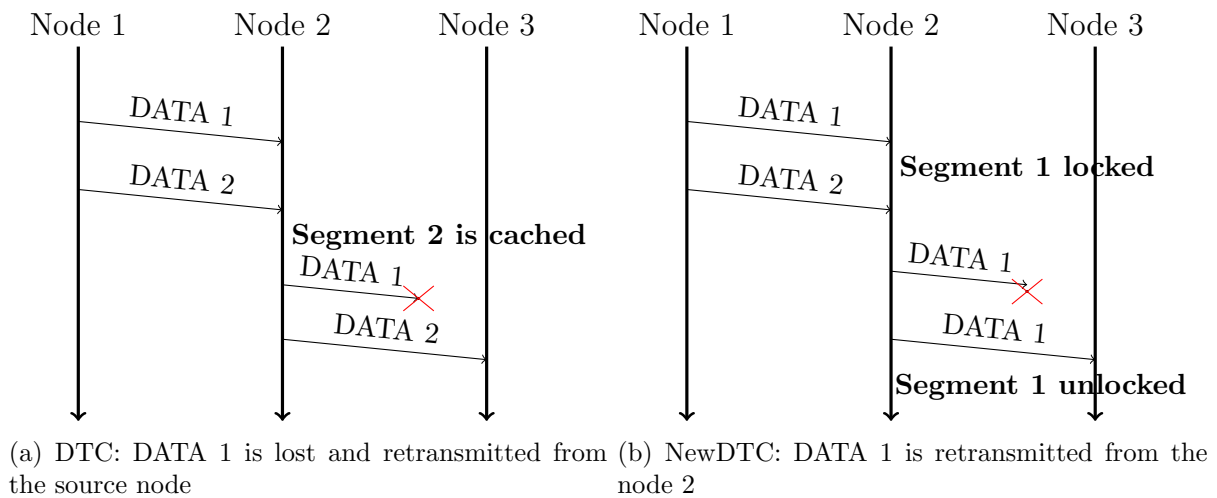 Node 1 Node 2 Node 3
DATA 1
DATA 2
Segment 2 is cached
DATA 1
DATA 2
(a) DTC: DATA 1 is lost and retransmitted from
the source node
Node 1 Node 2 Node 3
DATA 1
Segment 1 locked
DATA 2
DATA 1
DATA 1
Segment 1 unlocked
(b) NewDTC: DATA 1 is retransmitted from the
node 2